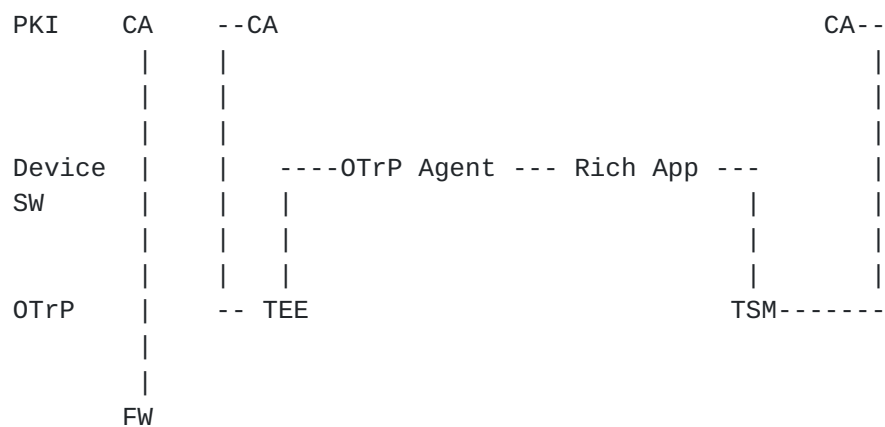 PKI CA --CA CA--
Device ----OTrP Agent --- Rich App ---
SW
OTrP -- TEE TSM-------
FW